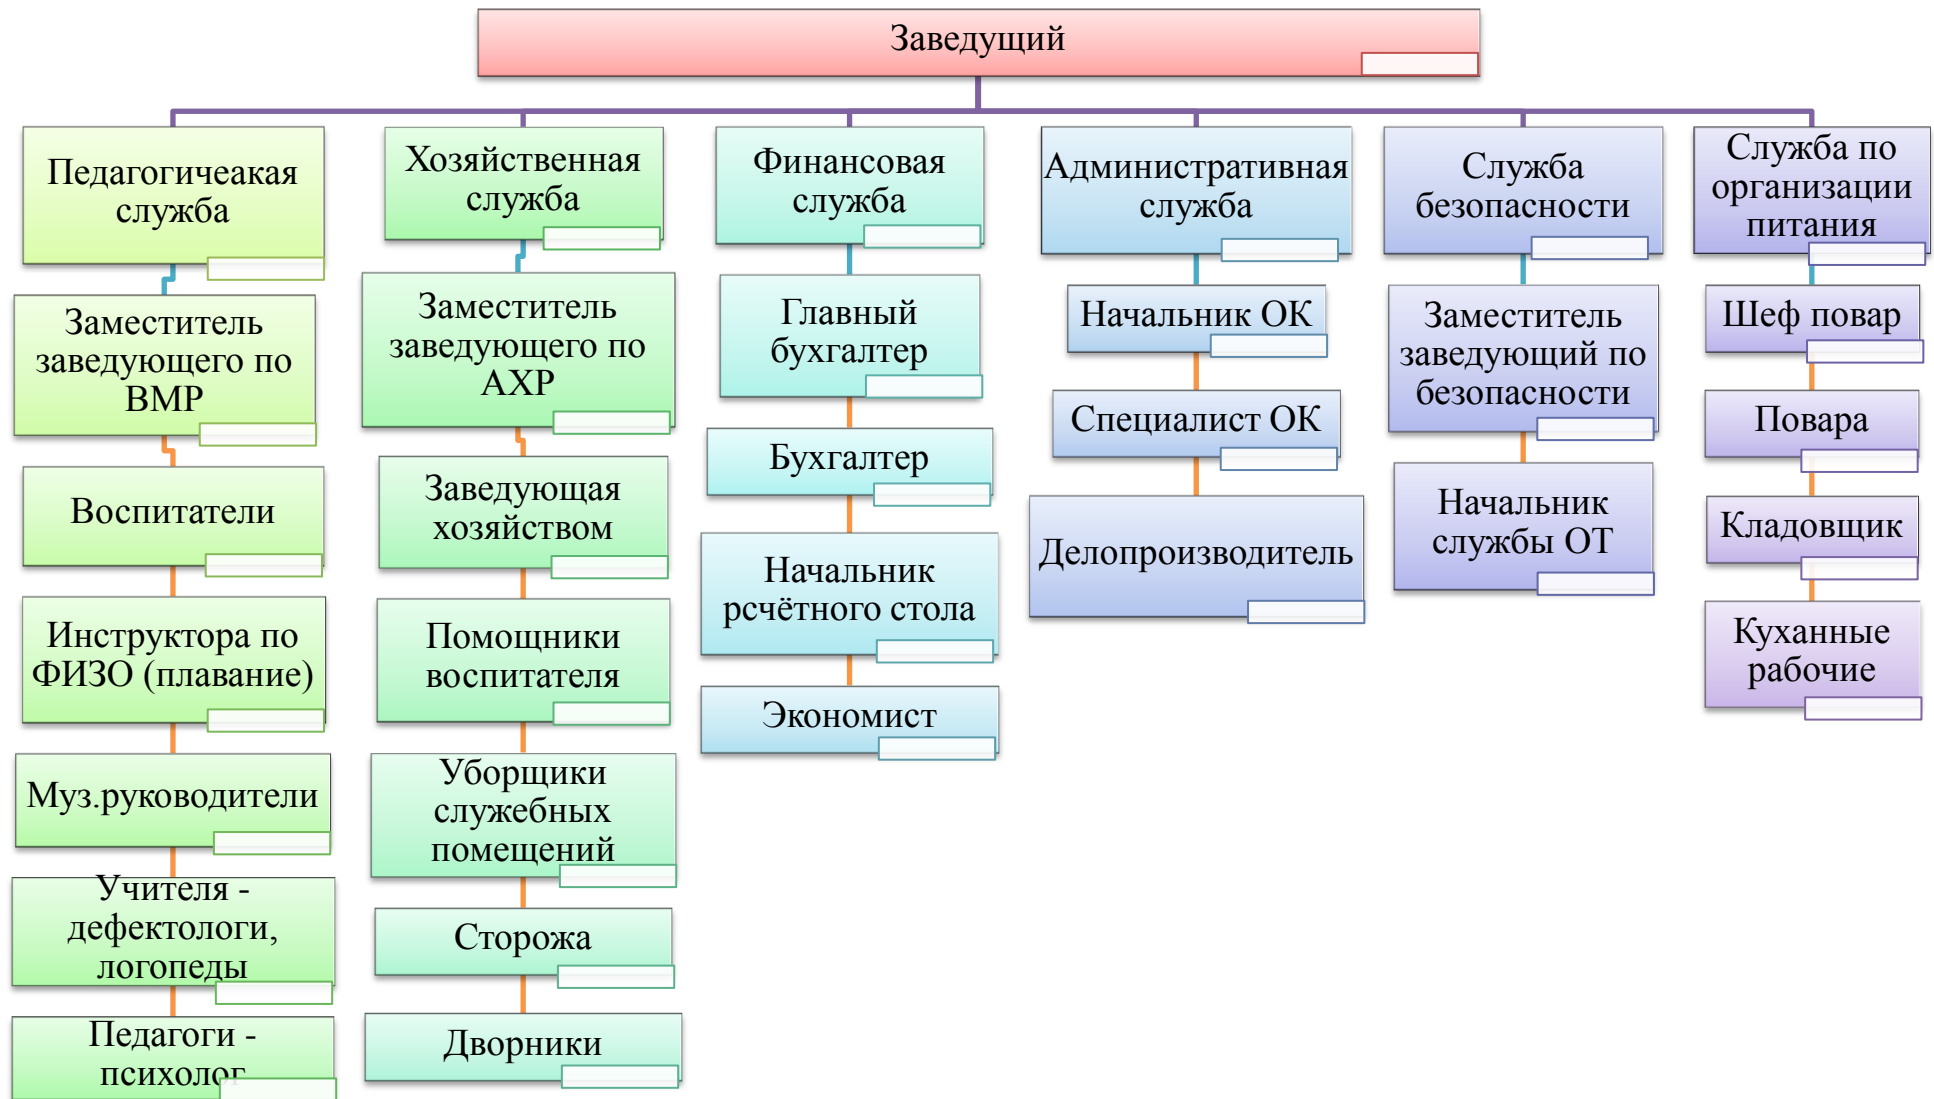 Заведущий
Педагогичеакая
служба
Заместитель
заведующего по
ВМР
Воспитатели
Инструктора по
ФИЗО (плавание)
Муз.руководители
Учителя -
дефектологи,
логопеды
Педагоги -
психолог
Хозяйственная
служба
Заместитель
заведующего по
АХР
Заведующая
хозяйством
Помощники
воспитателя
Уборщики
служебных
помещений
Сторожа
Дворники
Финансовая
служба
Главный
бухгалтер
Бухгалтер
Начальник
рсчётного стола
Экономист
Административная
служба
Начальник ОК
Специалист ОК
Делопроизводитель
Служба
безопасности
Заместитель
заведующий по
безопасности
Начальник
службы ОТ
Служба по
организации
питания
Шеф повар
Повара
Кладовщик
Куханные
рабочие